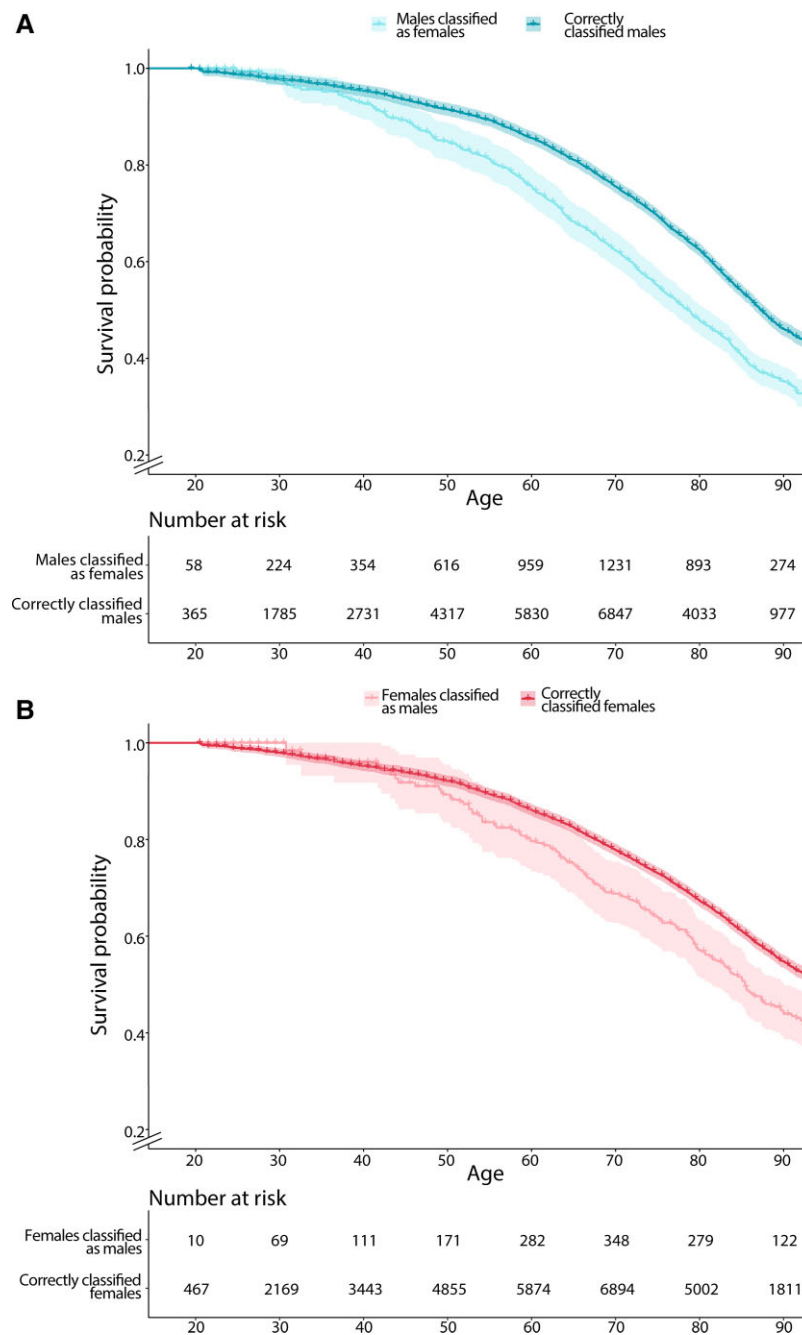 A
Males classified
as females
Correctly
classified males
Survival probability
1.0
0.8
0.6
0.4
0.2
20 30 40 50 60 70 80 90
Age
Number at risk
Males classified
as females
58 224 354 616 959 1231 893 274
Correctly classified
males
365 1785 2731 4317 5830 6847 4033 977
20 30 40 50 60 70 80 90
B
Females classified
as males
Correctly
classified females
Survival probability
1.0
0.8
0.6
0.4
0.2
20 30 40 50 60 70 80 90
Age
Number at risk
Females classified
as males
10 69 111 171 282 348 279 122
Correctly classified
females
467 2169 3443 4855 5874 6894 5002 1811
20 30 40 50 60 70 80 90